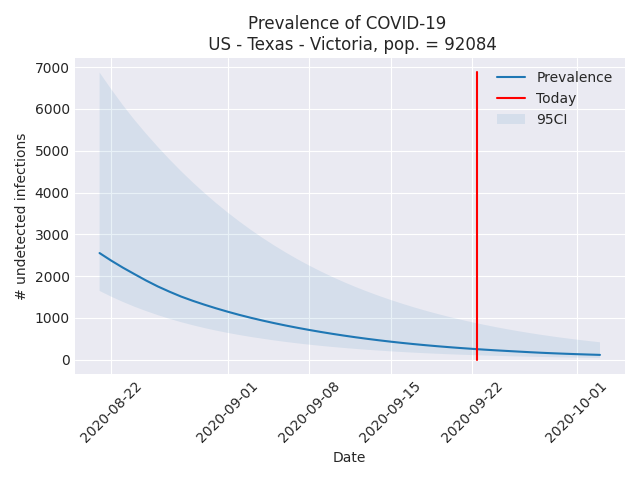 Prevalence of COVID-19
US - Texas - Victoria, pop. = 92084
Prevalence
Today
95CI
# undetected infections
7000
6000
5000
4000
3000
2000
1000
0
2020-08-22
2020-09-01
2020-09-08
2020-09-15
2020-09-22
2020-10-01
Date